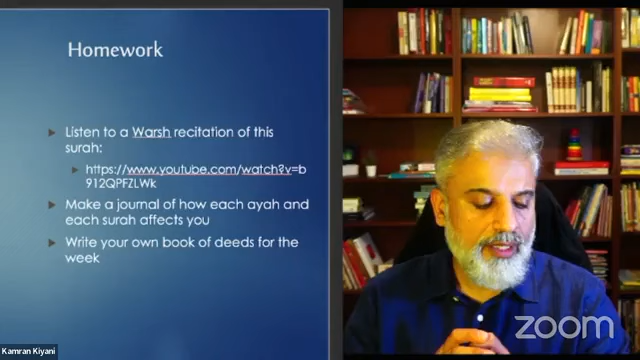 Homework
Listen to a Warsh recitation of this
surah:
https://www.youtube.com/watch?v=b
912QPFZLWk
Make a journal of how each ayah and
each surah affects you
Write your own book of deeds for the
week
Kamran Kiyani
zoom